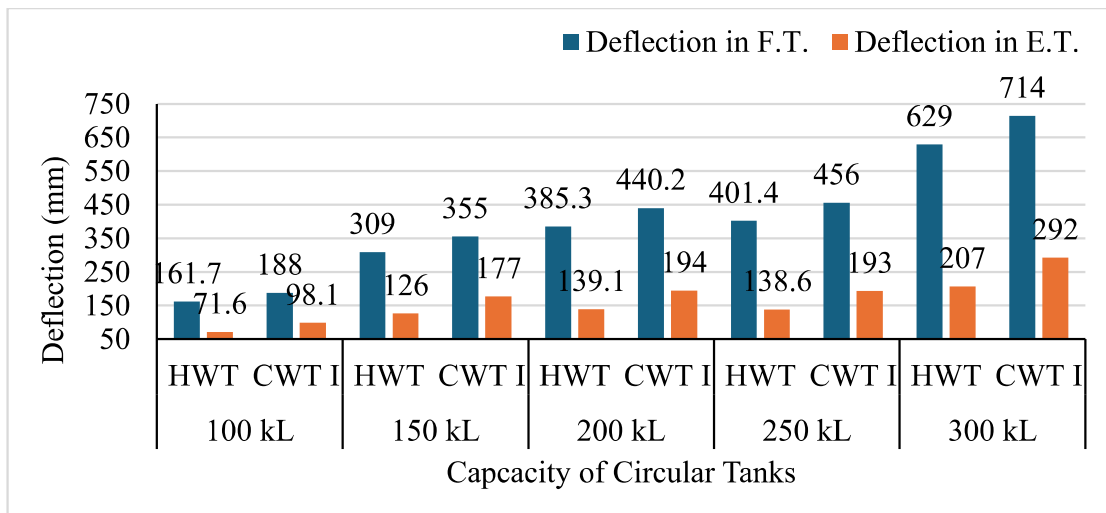 Deflection in F.T. Deflection in E.T.
Deflection (mm)
750
650
550
450
350
250
150
50
161.7 71.6 188 98.1 309 126 355 177 385.3 139.1 440.2 194 401.4 138.6 456 193 629 207 714 292
HWT CWT I HWT CWT I HWT CWT I HWT CWT I HWT CWT I
100 kL 150 kL 200 kL 250 kL 300 kL
Capcacity of Circular Tanks